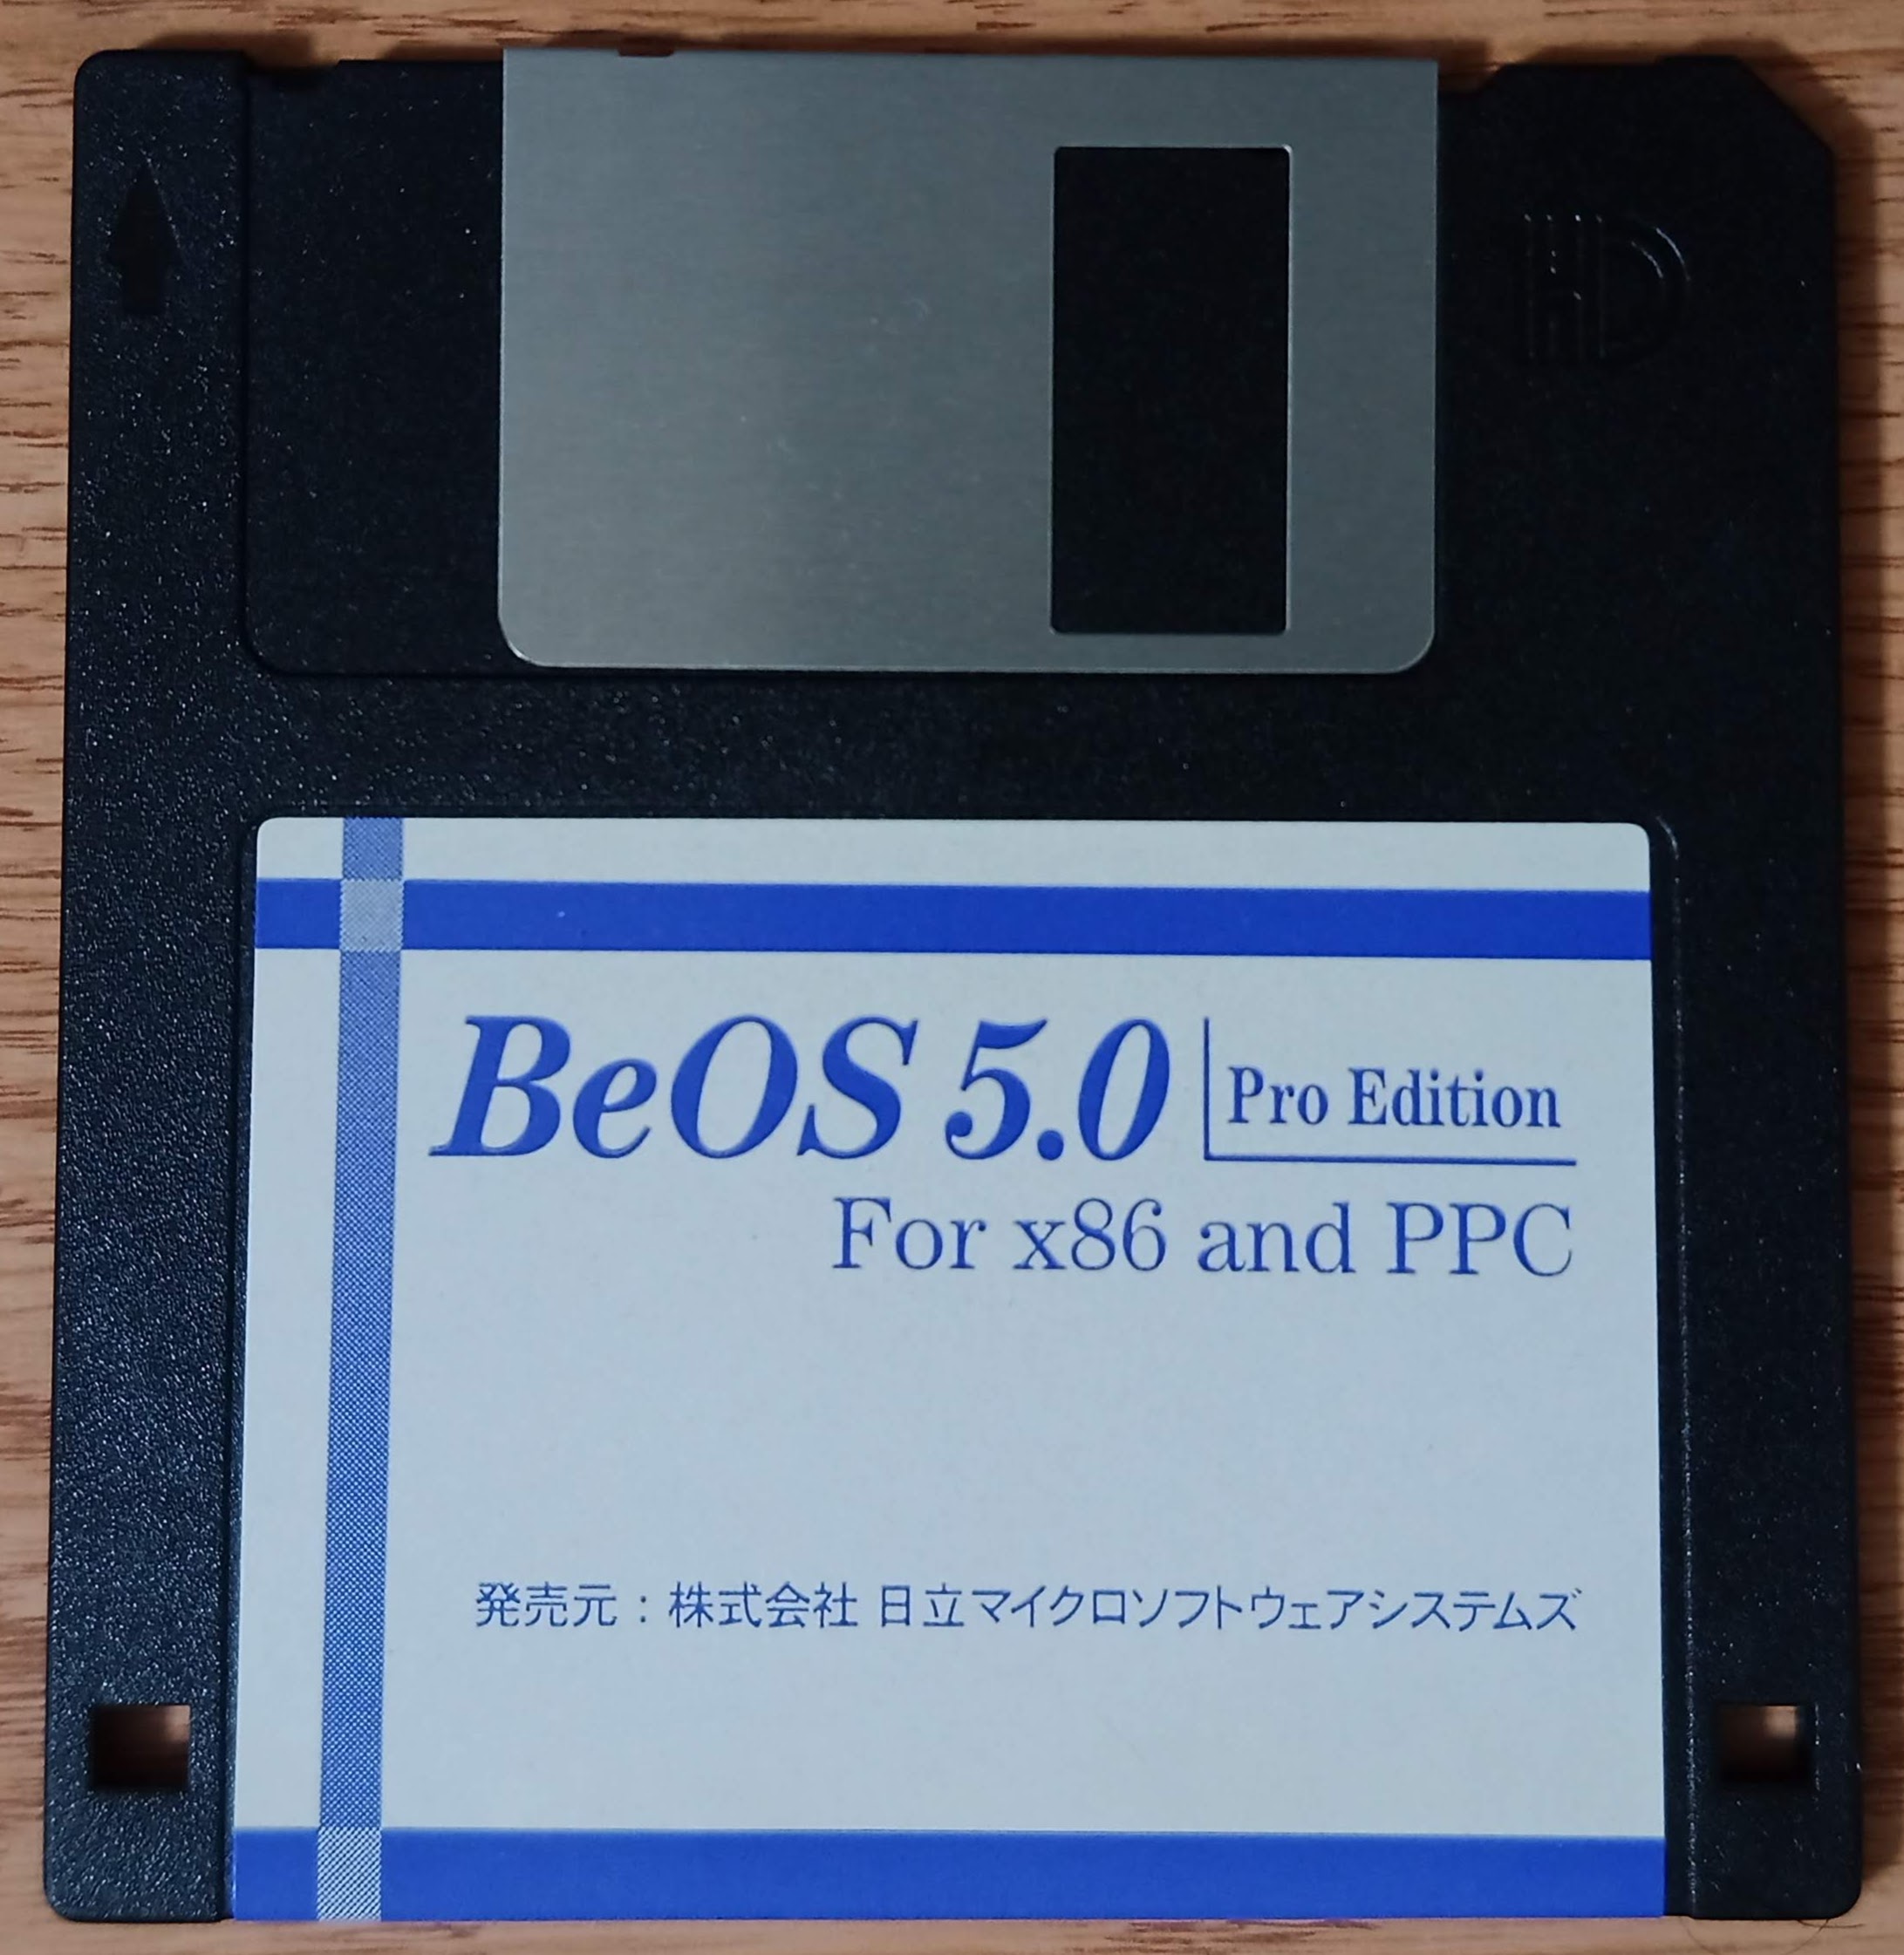 HD
BeOS 5.0 Pro Edition
For x86 and PPC
発売元：株式会社 日立マイクロソフトウェアシステムズ